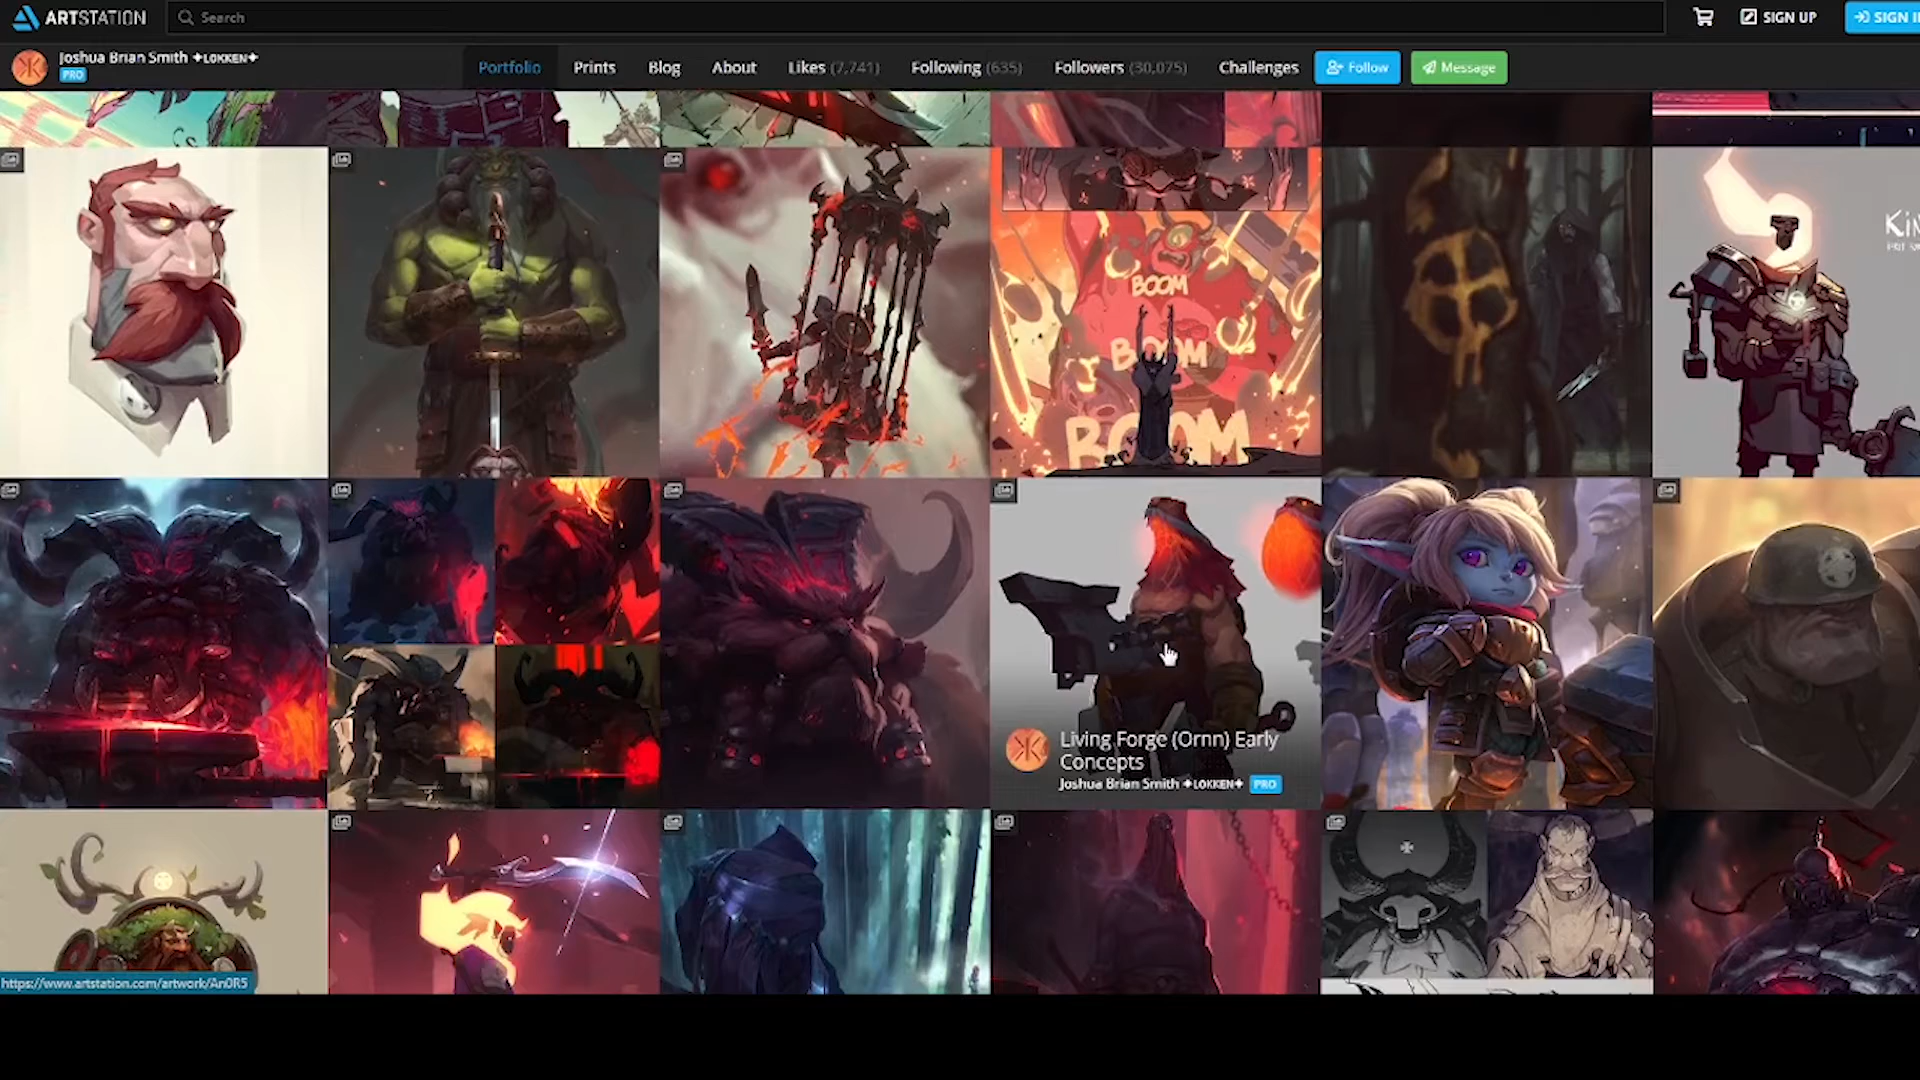 ARTSTATION
Search
SIGN UP
SIGN I
Joshua Brian Smith ✦LOKKEN✦
PRO
Portfolio
Prints
Blog
About
Likes (7,741)
Following (635)
Followers (30,075)
Challenges
Follow
Message
BOOM
BOOM
BOOM
Living Forge (Ornn) Early
Concepts
Joshua Brian Smith ✦LOKKEN✦ PRO
https://www.artstation.com/artwork/An0R5